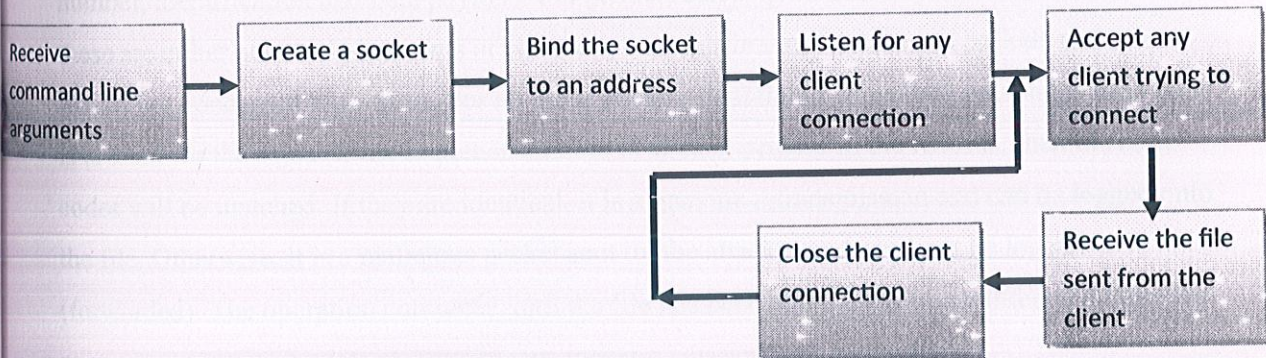 Receive
command line
arguments
Create a socket
Bind the socket
to an address
Listen for any
client
connection
Accept any
client trying to
connect
Receive the file
sent from the
client
Close the client
connection